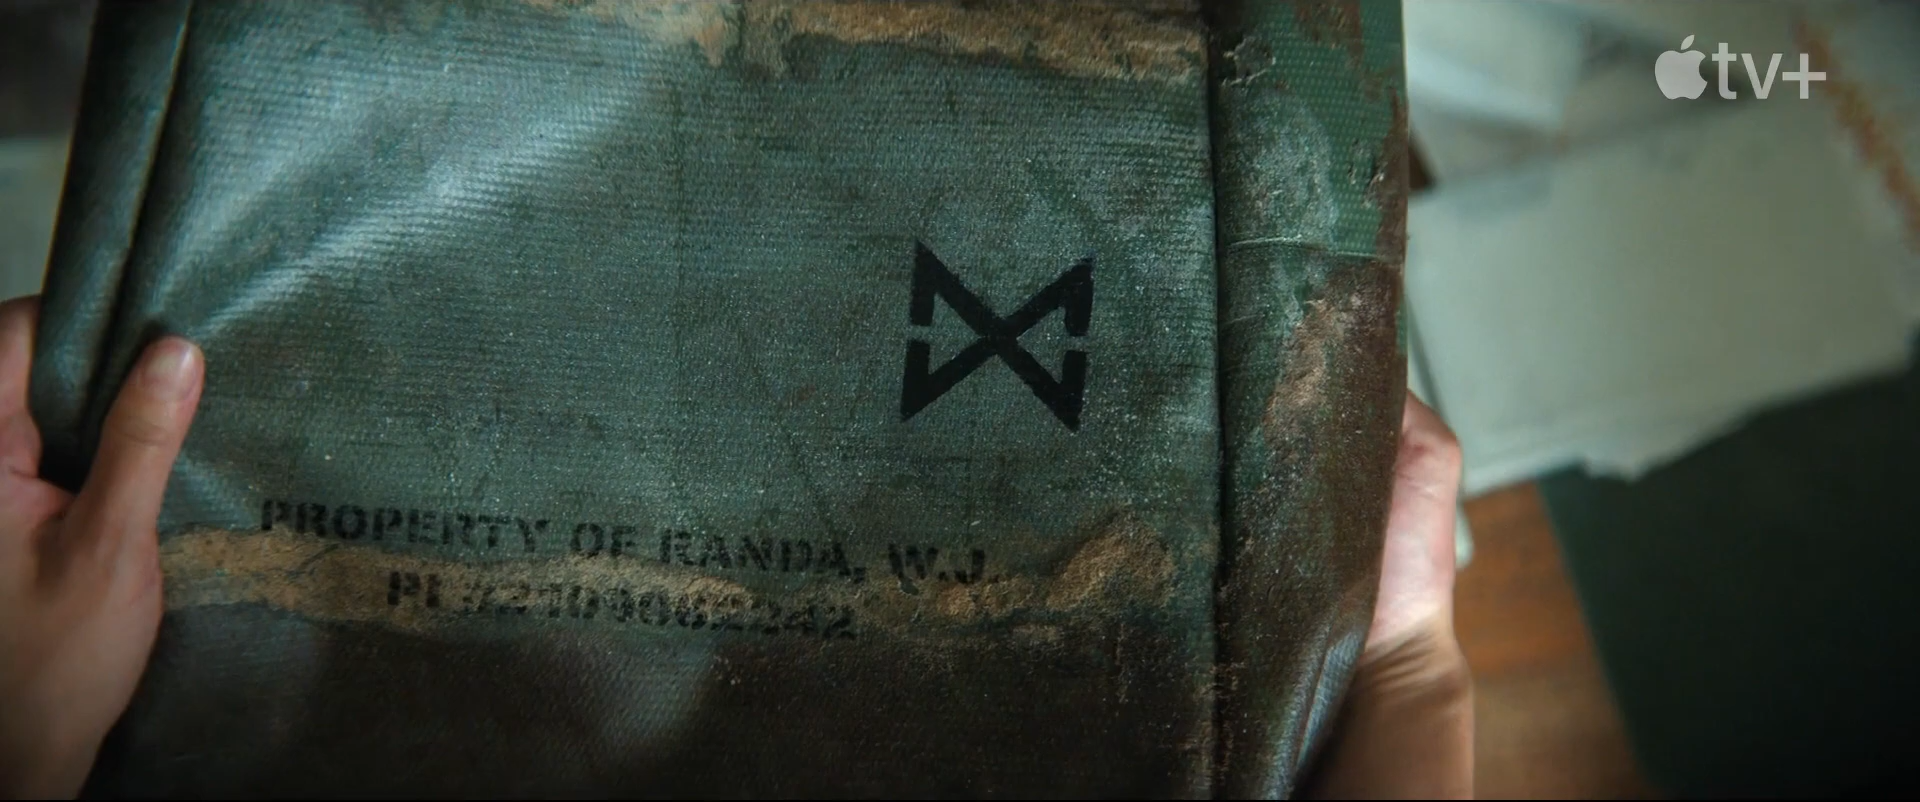 tv+
PROPERTY OF RANDA, W.J.